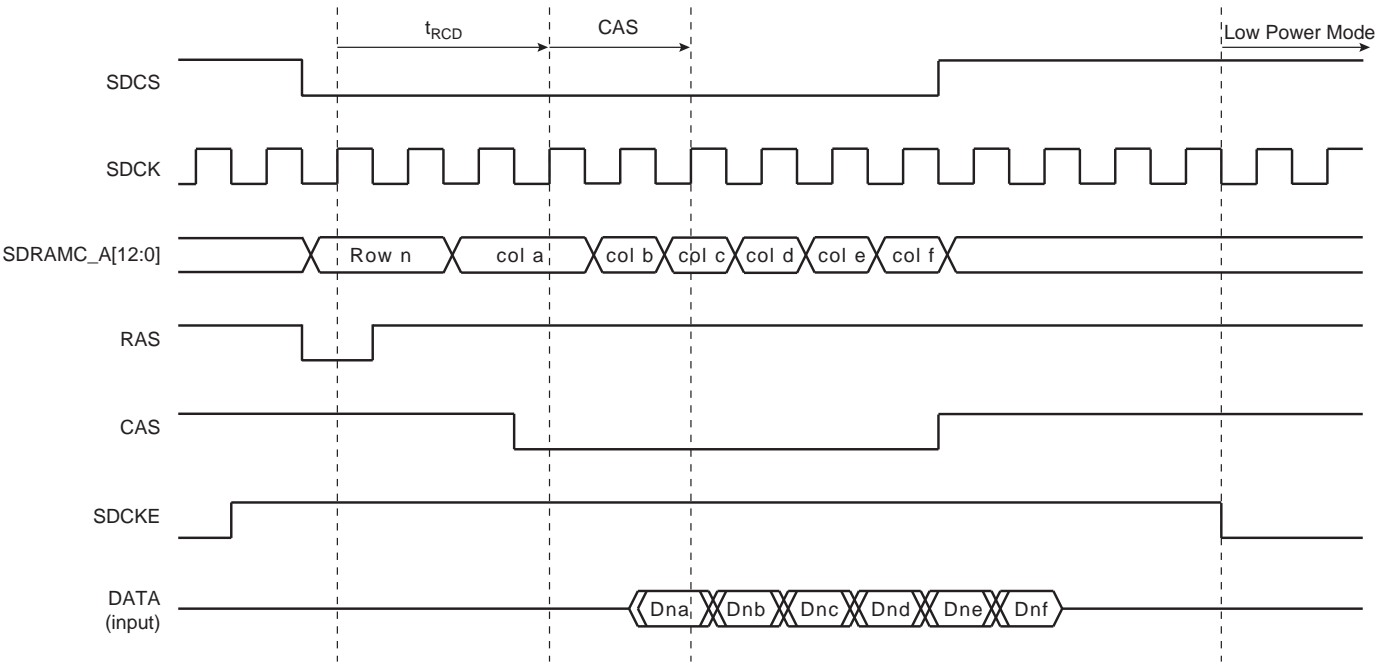 tRCD CAS Low Power Mode
SDCS
SDCK
SDRAMC_A[12:0] Row n col a col b col c col d col e col f
RAS
CAS
SDCKE
DATA
(input) Dna Dnb Dnc Dnd Dne Dnf